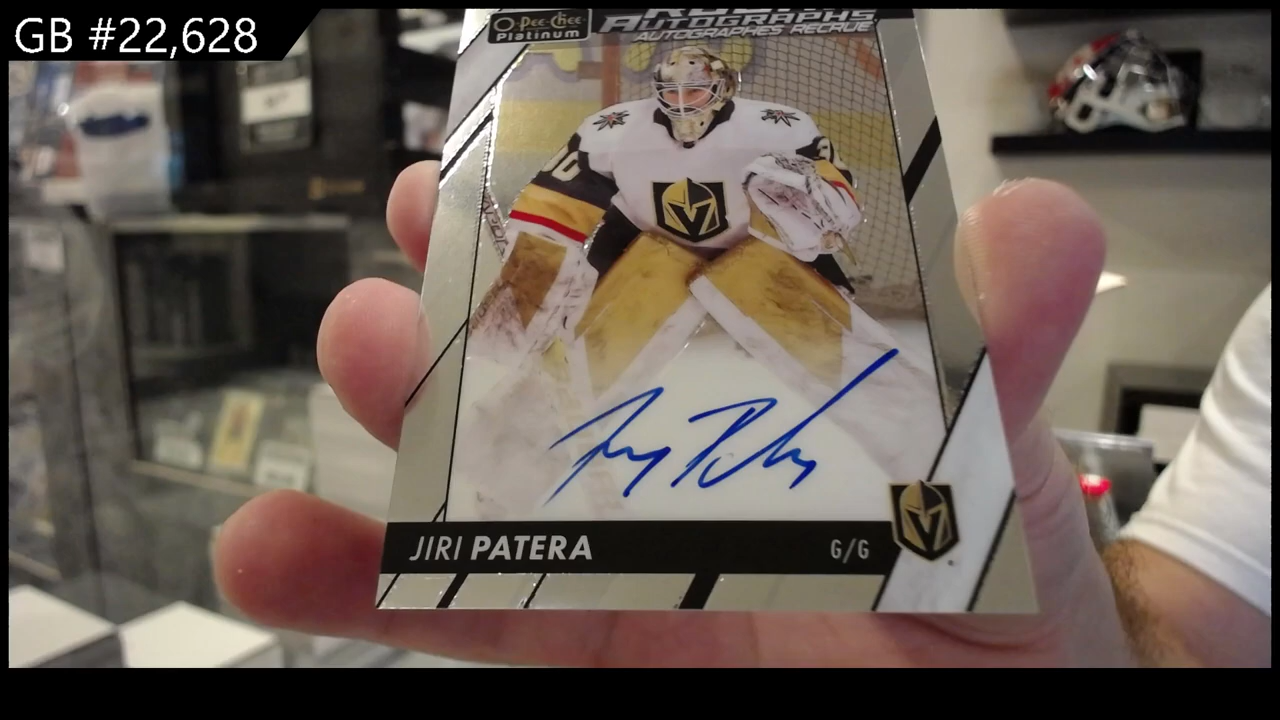 GB #22,628
O-Pee-Chee
Platinum
Autographs
Autographes Recrue
JIRI PATERA
G/G